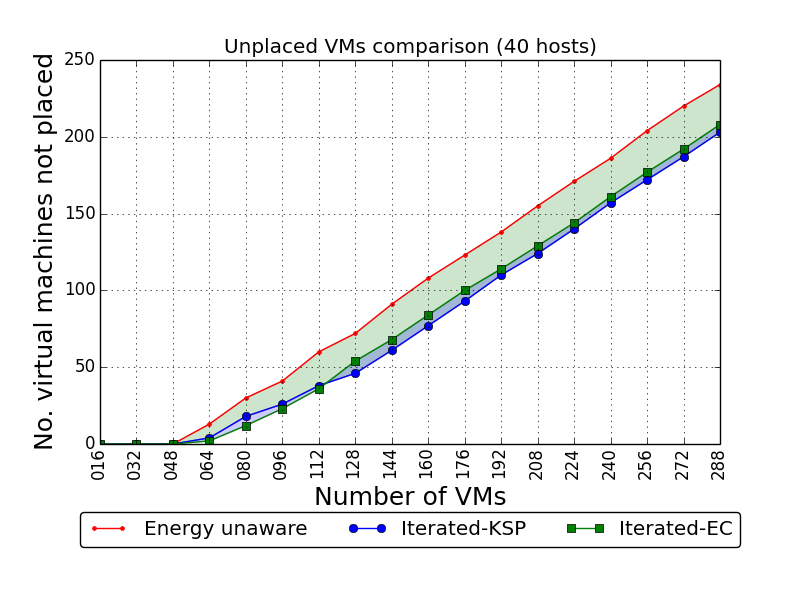 Unplaced VMs comparison (40 hosts)
No. virtual machines not placed
250
200
150
100
50
0
016 032 048 064 080 096 112 128 144 160 176 192 208 224 240 256 272 288
Number of VMs
Energy unaware Iterated-KSP Iterated-EC